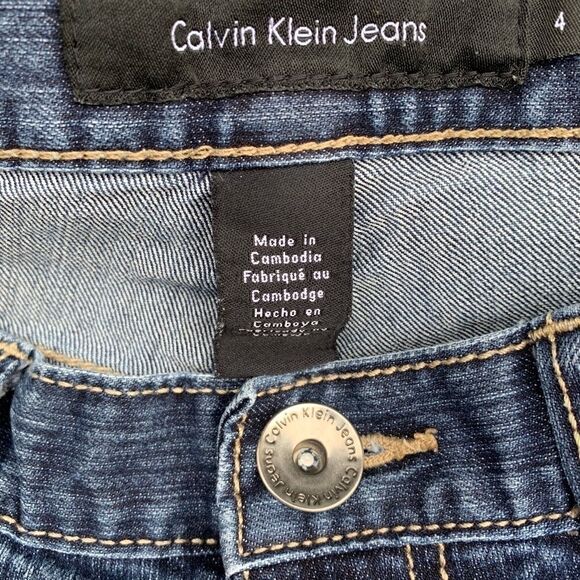 Calvin Klein Jeans
4
Made in
Cambodia
Fabriqué au
Cambodge
Hecho en
Camboya
Calvin Klein Jeans
Calvin Klein Jeans